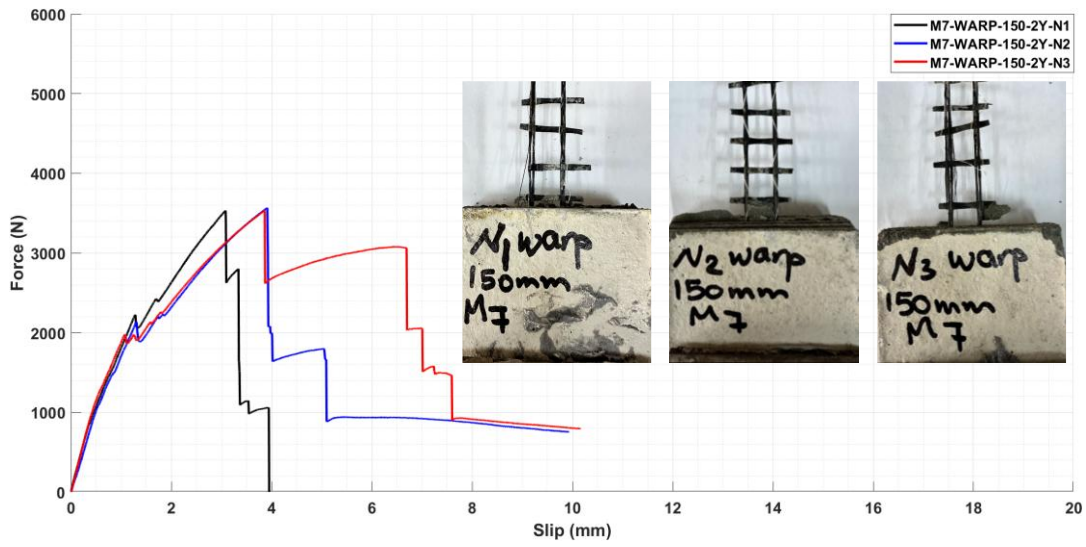 M7-WARP-150-2Y-N1
M7-WARP-150-2Y-N2
M7-WARP-150-2Y-N3
6000
5000
4000
3000
2000
1000
0
Force (N)
N1 warp
150mm
M7
N2 warp
150mm
M7
N3 warp
150mm
M7
0 2 4 6 8 10 12 14 16 18 20
Slip (mm)